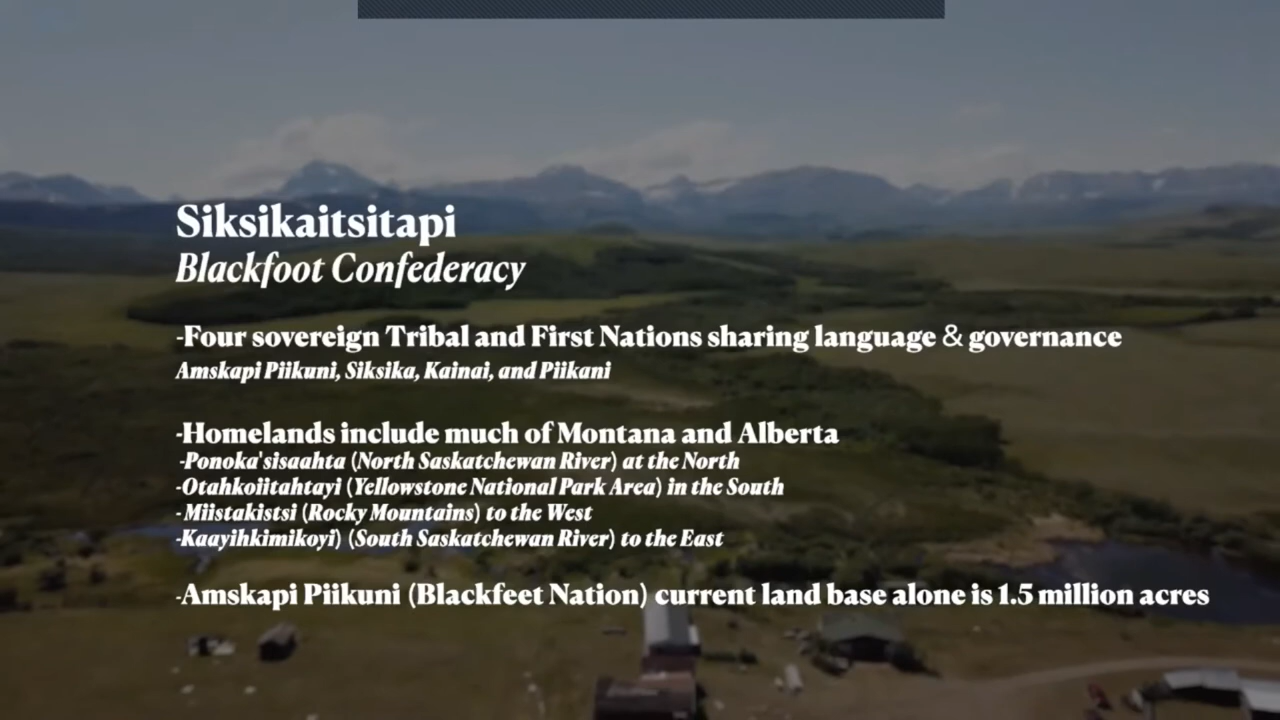 Siksikaitsitapi
Blackfoot Confederacy
-Four sovereign Tribal and First Nations sharing language & governance
Amskapi Piikuni, Siksika, Kainai, and Piikani
-Homelands include much of Montana and Alberta
-Ponoka'sisaahta (North Saskatchewan River) at the North
-Otahkoiitahtayi (Yellowstone National Park Area) in the South
- Miistakistsi (Rocky Mountains) to the West
-Kaayihkimikoyi) (South Saskatchewan River) to the East
-Amskapi Piikuni (Blackfeet Nation) current land base alone is 1.5 million acres